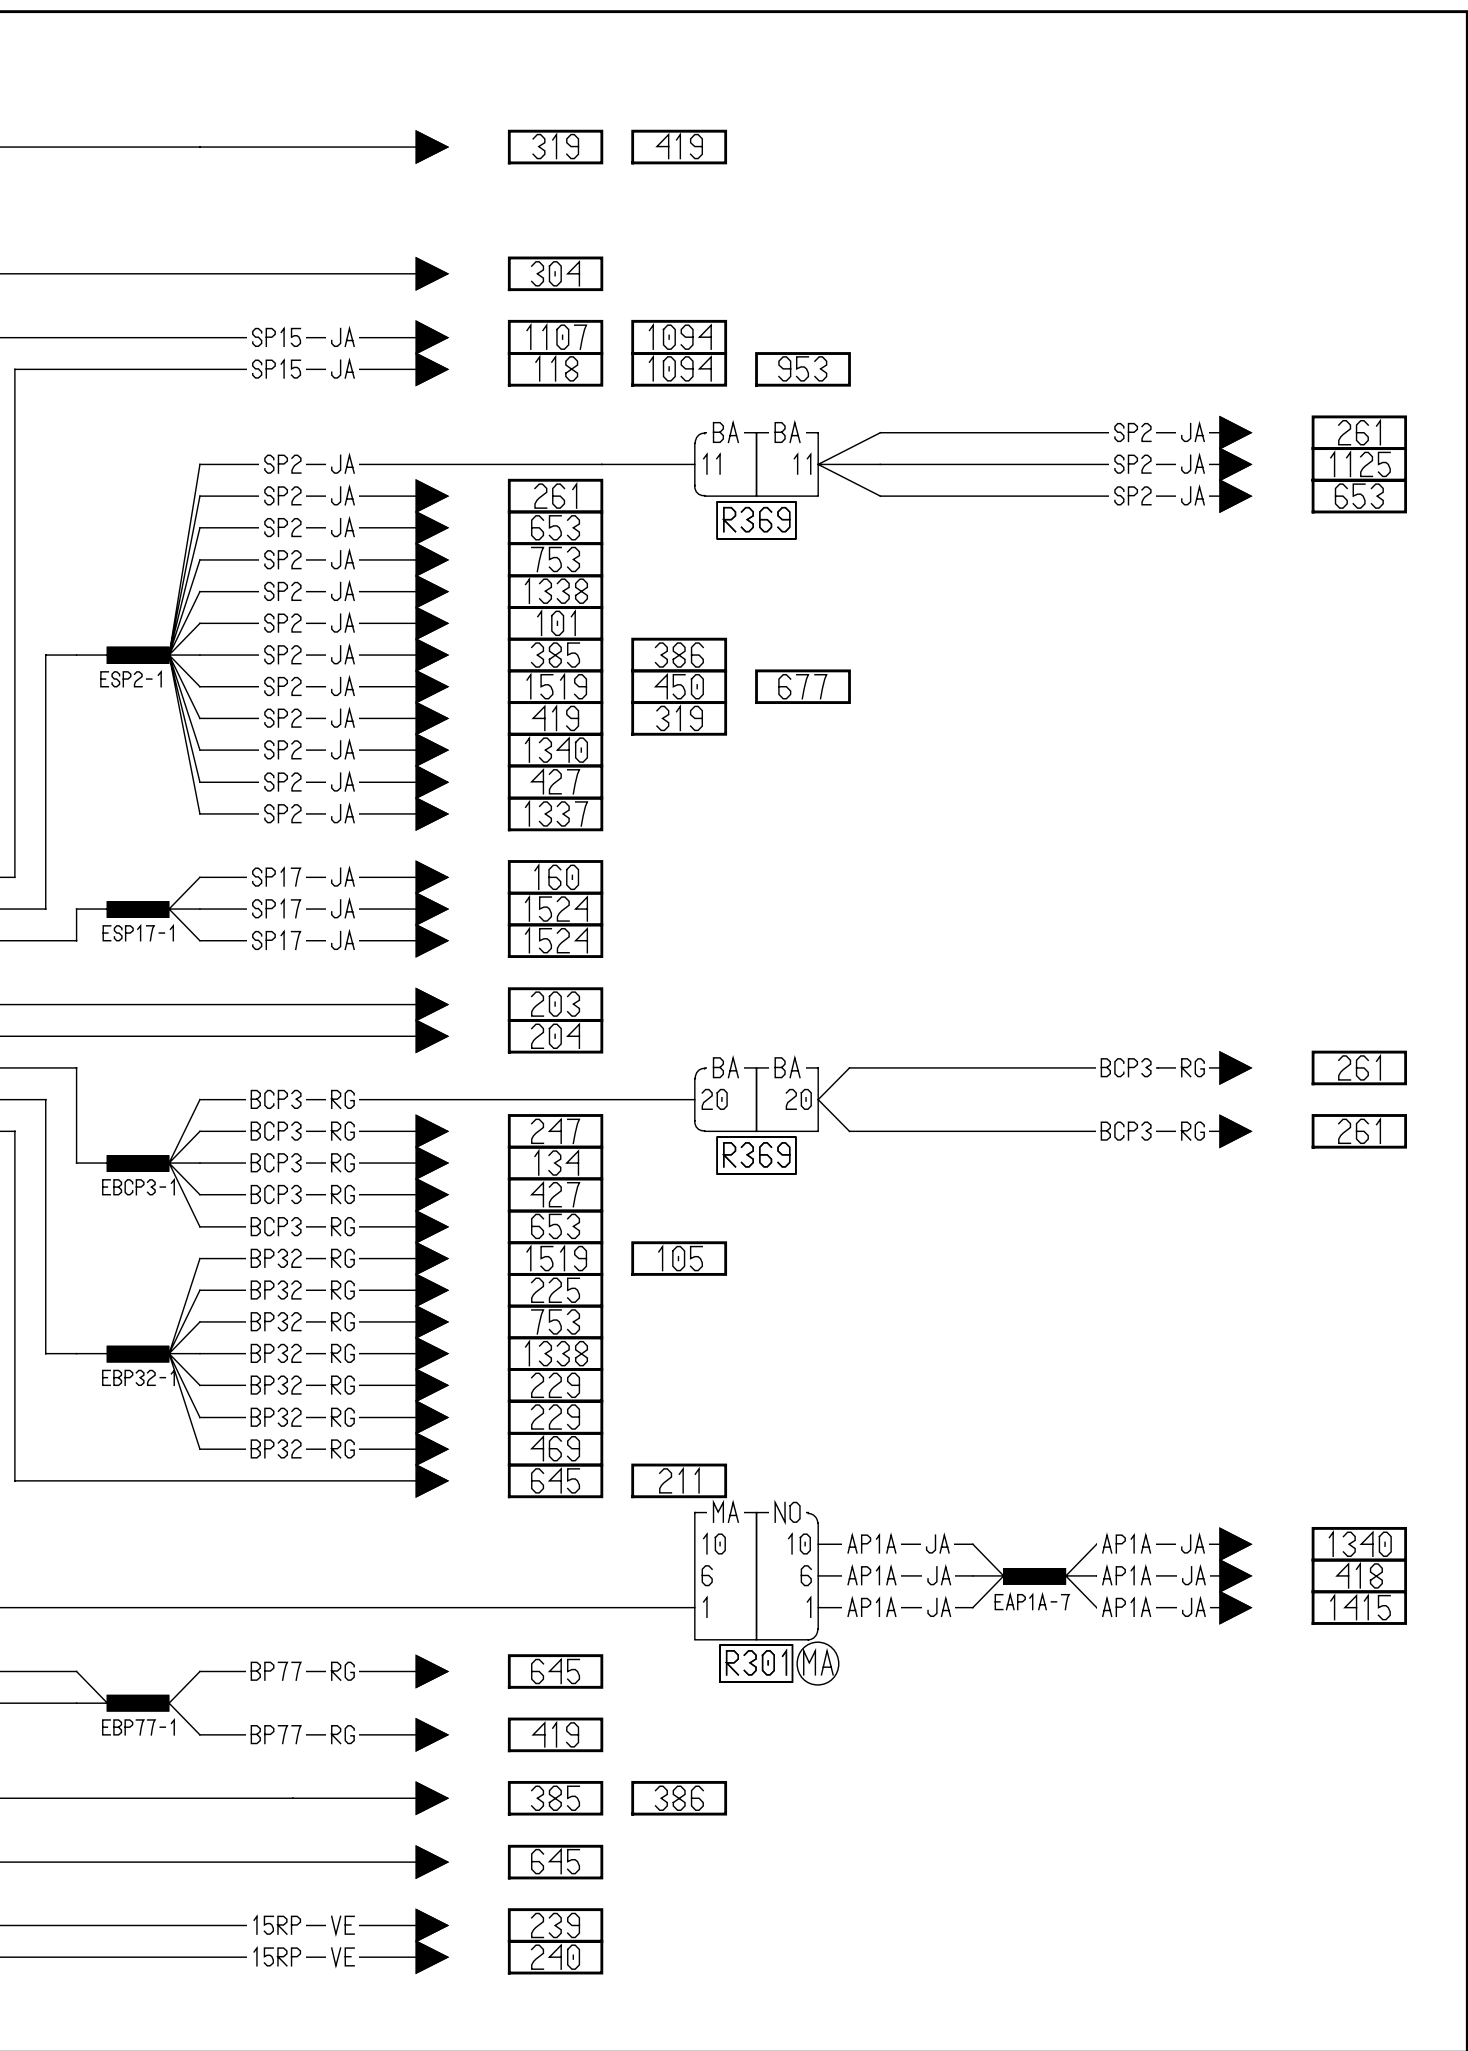 319 419
304
SP15 — JA 1107 1094
SP15 — JA 118 1094 953
BA BA SP2 — JA 261
SP2 — JA 11 11 SP2 — JA 1125
SP2 — JA 261 SP2 — JA 653
R369
SP2 — JA 653
SP2 — JA 753
SP2 — JA 1338
SP2 — JA 101
SP2 — JA 385 386
ESP2-1 SP2 — JA 1519 450 677
SP2 — JA 419 319
SP2 — JA 1340
SP2 — JA 427
SP2 — JA 1337
SP17 — JA 160
SP17 — JA 1524
ESP17-1
SP17 — JA 1524
203
204
BA BA BCP3 — RG 261
BCP3 — RG 20 20
BCP3 — RG 247 BCP3 — RG 261
BCP3 — RG 134 R369
EBCP3-1
BCP3 — RG 427
BCP3 — RG 653
BP32 — RG 1519 105
BP32 — RG 225
BP32 — RG 753
BP32 — RG 1338
EBP32-1 BP32 — RG 229
BP32 — RG 229
BP32 — RG 469
645 211
MA NO
10 10 AP1A — JA AP1A — JA 1340
6 6 AP1A — JA AP1A — JA 418
1 1 AP1A — JA EAP1A-7 AP1A — JA 1415
R301 MA
BP77 — RG 645
EBP77-1 BP77 — RG 419
385 386
645
15RP — VE 239
15RP — VE 240